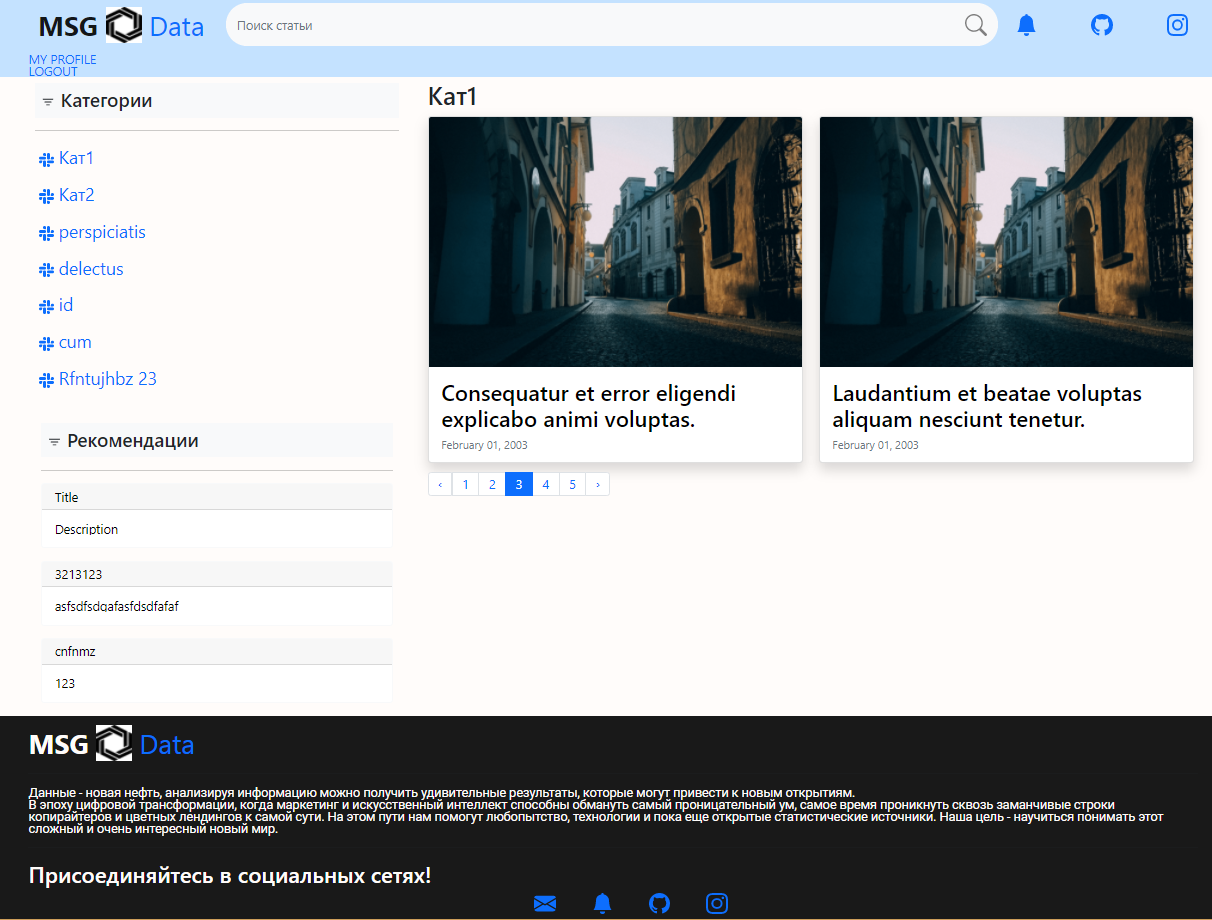 MSG Data
Поиск статьи
MY PROFILE
LOGOUT
Категории
Кат1
Кат2
perspiciatis
delectus
id
cum
Rfntujhbz 23
Рекомендации
Title
Description
3213123
asfsdfsdgafasfdsdfafaf
cnfnmz
123
Кат1
Consequatur et error eligendi
explicabo animi voluptas.
February 01, 2003
Laudantium et beatae voluptas
aliquam nesciunt tenetur.
February 01, 2003
‹ 1 2 3 4 5 ›
MSG Data
Данные - новая нефть, анализируя информацию можно получить удивительные результаты, которые могут привести к новым открытиям.
В эпоху цифровой трансформации, когда маркетинг и искусственный интеллект способны обмануть самый проницательный ум, самое время проникнуть сквозь заманчивые строки
копирайтеров и цветных лендингов к самой сути. На этом пути нам помогут любопытство, технологии и пока еще открытые статистические источники. Наша цель - научиться понимать этот
сложный и очень интересный новый мир.
Присоединяйтесь в социальных сетях!